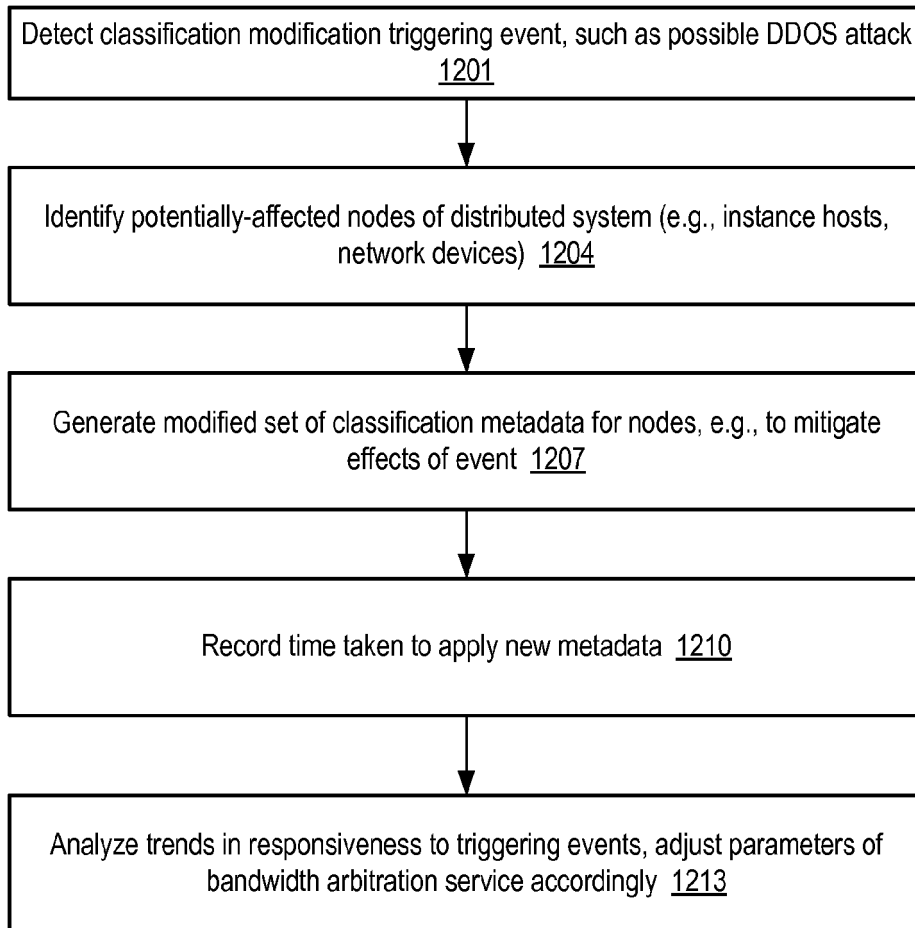 Detect classification modification triggering event, such as possible DDOS attack
1201
Identify potentially-affected nodes of distributed system (e.g., instance hosts,
network devices) 1204
Generate modified set of classification metadata for nodes, e.g., to mitigate
effects of event 1207
Record time taken to apply new metadata 1210
Analyze trends in responsiveness to triggering events, adjust parameters of
bandwidth arbitration service accordingly 1213